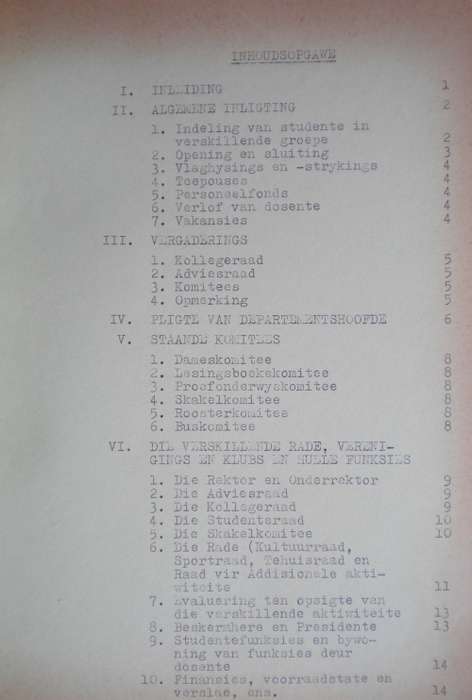 INHOUDSOPGAWE
I. INLEIDING 1
II. ALGEMENE INLIGTING 2
1. Indeling van studente in
verskillende groepe 2
2. Opening en sluiting 3
3. Vlaghysings en -strykings 4
4. Teepouses 4
5. Personeelfonds 4
6. Verlof van dosente 4
7. Vakansies 4
III. VERGADERINGS
1. Kollegeraad 5
2. Adviesraad 5
3. Komitees 5
4. Opmerking 5
IV. PLIGTE VAN DEPARTEMENTSHOOFDE 6
V. STAANDE KOMITEES
1. Dameskomitee 8
2. Lesingsboekekomitee 8
3. Proefonderwyskomitee 8
4. Skakelkomitee 8
5. Roosterkomitee 8
6. Buskomitee 8
VI. DIE VERSKILLENDE RADE, VERENI-
GINGS EN KLUBS EN HULLE FUNKSIES
1. Die Rektor en Onderrektor 9
2. Die Adviesraad 9
3. Die Kollegeraad 9
4. Die Studenteraad 10
5. Die Skakelkomitee 10
6. Die Rade (Kultuurraad,
Sportraad, Tehuisraad en
Raad vir Addisionele akti-
witeite 11
7. Evaluering ten opsigte van
die verskillende aktiwiteite 13
8. Beskermhere en Presidente 13
9. Studentefunksies en bywo-
ning van funksies deur
dosente 14
10. Finansies, voorraadstate en
verslae, ens. 14